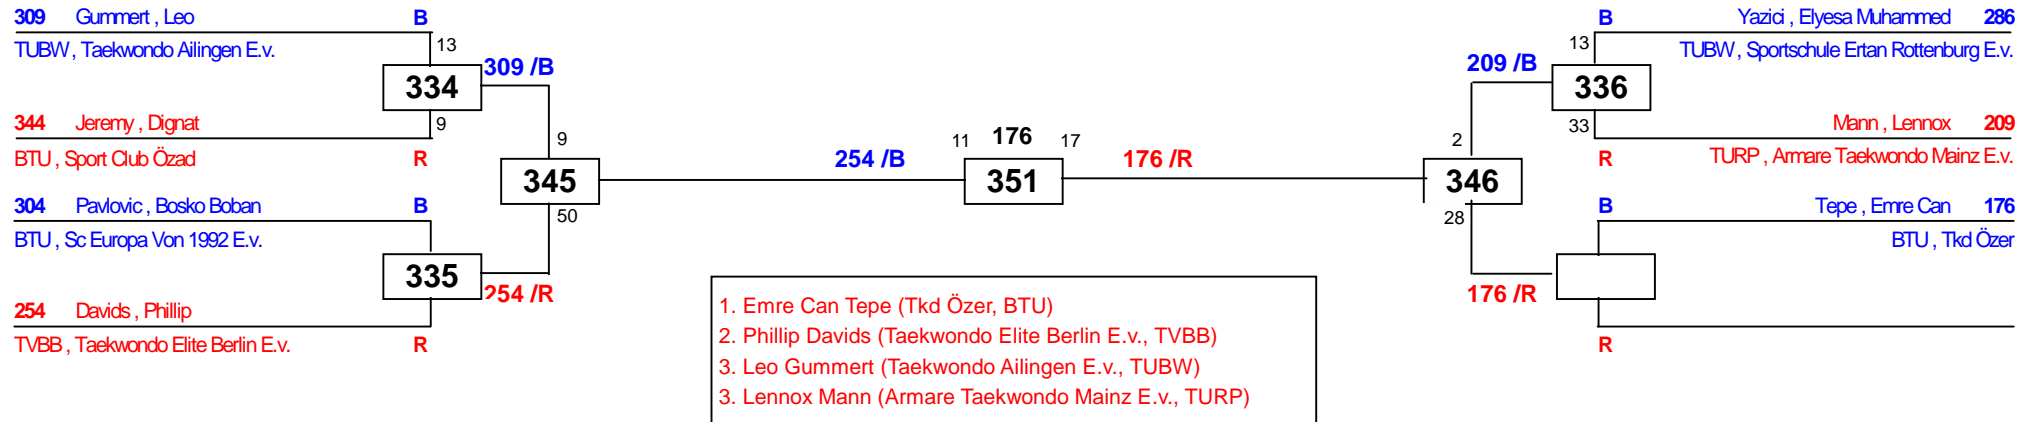 309 Gummert , Leo B
TUBW , Taekwondo Ailingen E.v.
13
334
309 /B
9
344 Jeremy , Dignat
BTU , Sport Club Özad R
9
345
50
304 Pavlovic , Bosko Boban B
BTU , Sc Europa Von 1992 E.v.
335
254 /R
254 Davids , Phillip
TVBB , Taekwondo Elite Berlin E.v. R
254 /B
11 176 17
351
176 /R
B Yazici , Elyesa Muhammed 286
13
TUBW , Sportschule Ertan Rottenburg E.v.
209 /B
336
33
Mann , Lennox 209
R TURP , Armare Taekwondo Mainz E.v.
2
346
28
B Tepe , Emre Can 176
BTU , Tkd Özer
176 /R
R
1. Emre Can Tepe (Tkd Özer, BTU)
2. Phillip Davids (Taekwondo Elite Berlin E.v., TVBB)
3. Leo Gummert (Taekwondo Ailingen E.v., TUBW)
3. Lennox Mann (Armare Taekwondo Mainz E.v., TURP)